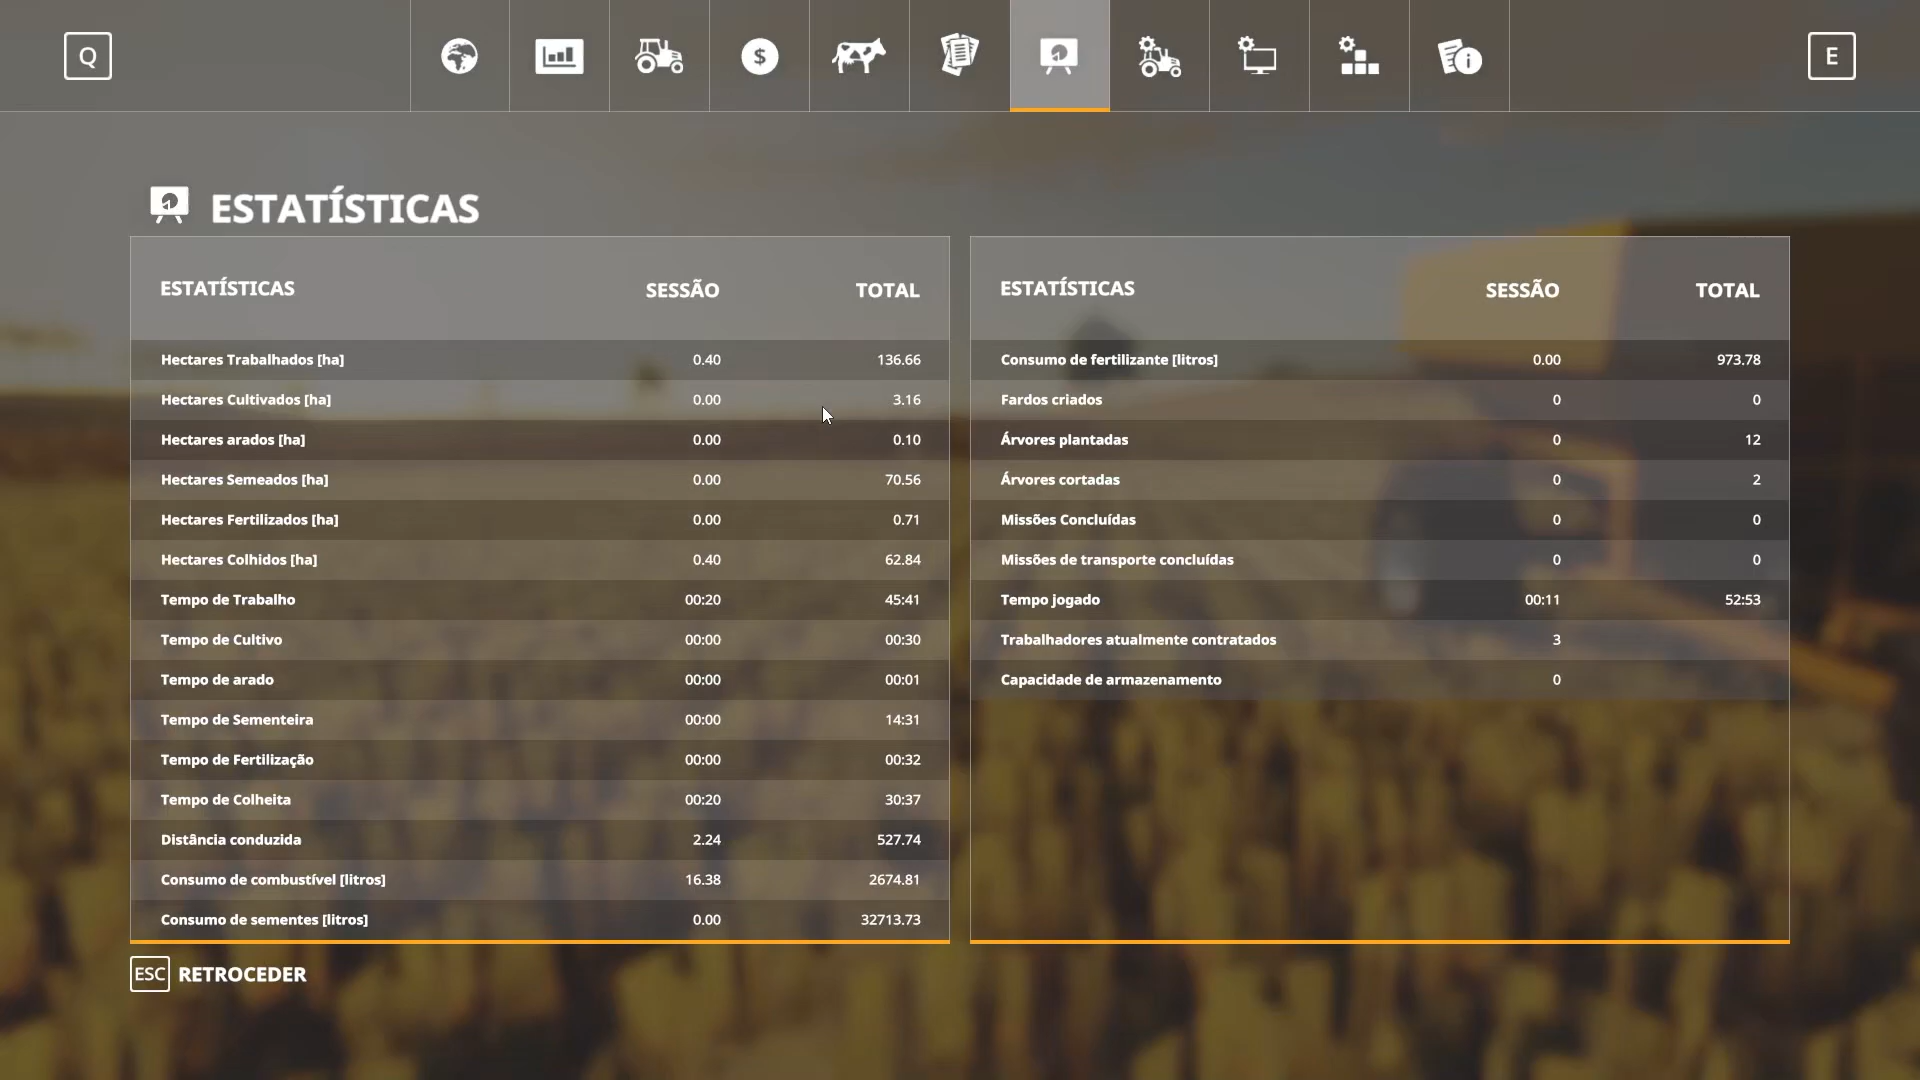 Q
E
ESTATÍSTICAS
ESTATÍSTICAS SESSÃO TOTAL
Hectares Trabalhados [ha] 0.40 136.66
Hectares Cultivados [ha] 0.00 3.16
Hectares arados [ha] 0.00 0.10
Hectares Semeados [ha] 0.00 70.56
Hectares Fertilizados [ha] 0.00 0.71
Hectares Colhidos [ha] 0.40 62.84
Tempo de Trabalho 00:20 45:41
Tempo de Cultivo 00:00 00:30
Tempo de arado 00:00 00:01
Tempo de Sementeira 00:00 14:31
Tempo de Fertilização 00:00 00:32
Tempo de Colheita 00:20 30:37
Distância conduzida 2.24 527.74
Consumo de combustível [litros] 16.38 2674.81
Consumo de sementes [litros] 0.00 32713.73
ESTATÍSTICAS SESSÃO TOTAL
Consumo de fertilizante [litros] 0.00 973.78
Fardos criados 0 0
Árvores plantadas 0 12
Árvores cortadas 0 2
Missões Concluídas 0 0
Missões de transporte concluídas 0 0
Tempo jogado 00:11 52:53
Trabalhadores atualmente contratados 3
Capacidade de armazenamento 0
ESC RETROCEDER